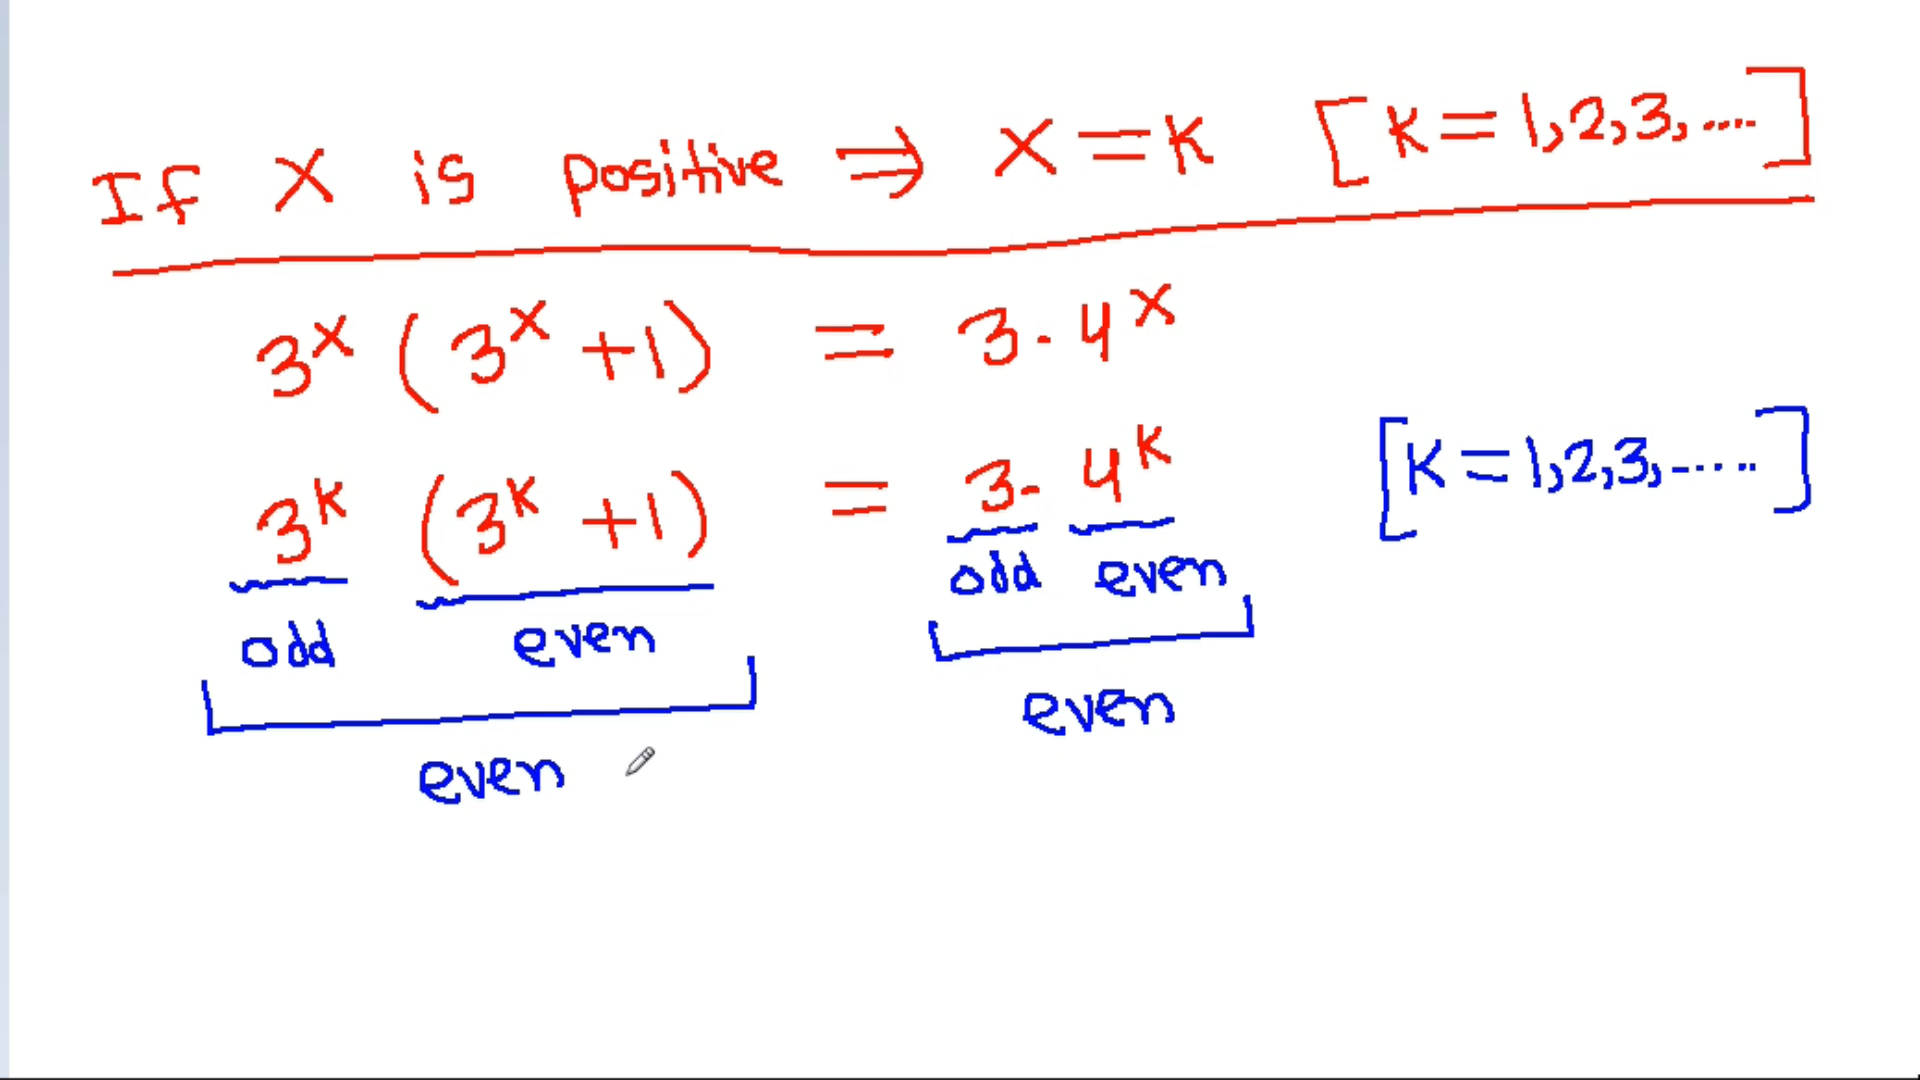 If x is positive ⇒ x = k [k = 1,2,3,....]
3^x (3^x + 1) = 3 . 4^x
3^k (3^k + 1) = 3 . 4^k [k = 1,2,3,.....]
odd even
odd even
even
even